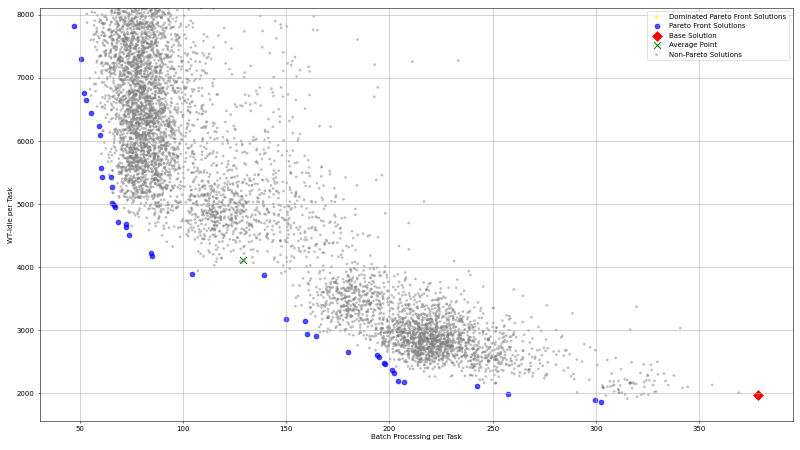 8000
7000
6000
5000
4000
3000
2000
WT-Idle per Task
50
100
150
200
250
300
350
Batch Processing per Task
Dominated Pareto Front Solutions
Pareto Front Solutions
Base Solution
Average Point
Non-Pareto Solutions